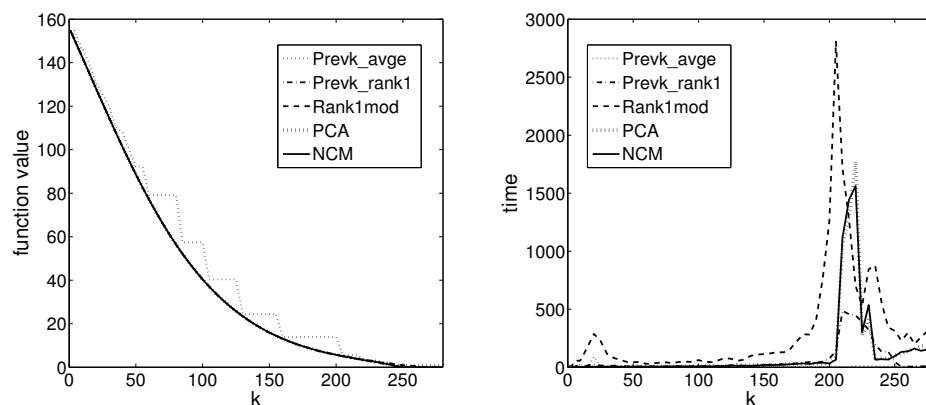 160
140
120
100
80
60
40
20
0
function value
0
50
100
150
200
250
k
Prevk_avge
Prevk_rank1
Rank1mod
PCA
NCM
3000
2500
2000
1500
1000
500
0
time
0
50
100
150
200
250
k
Prevk_avge
Prevk_rank1
Rank1mod
PCA
NCM